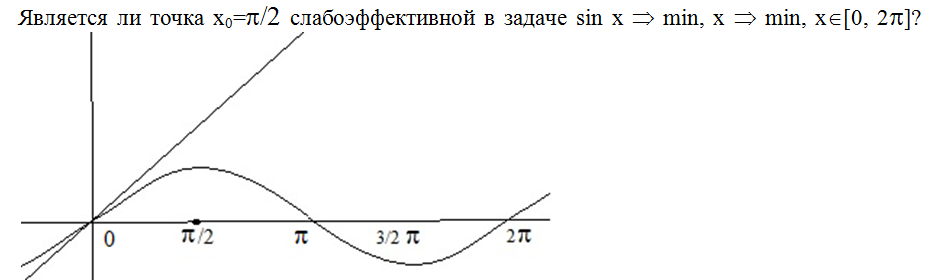 Является ли точка x₀=π/2 слабоэффективной в задаче sin x ⇒ min, x ⇒ min, x∈[0, 2π]?
0 π/2 π 3/2 π 2π